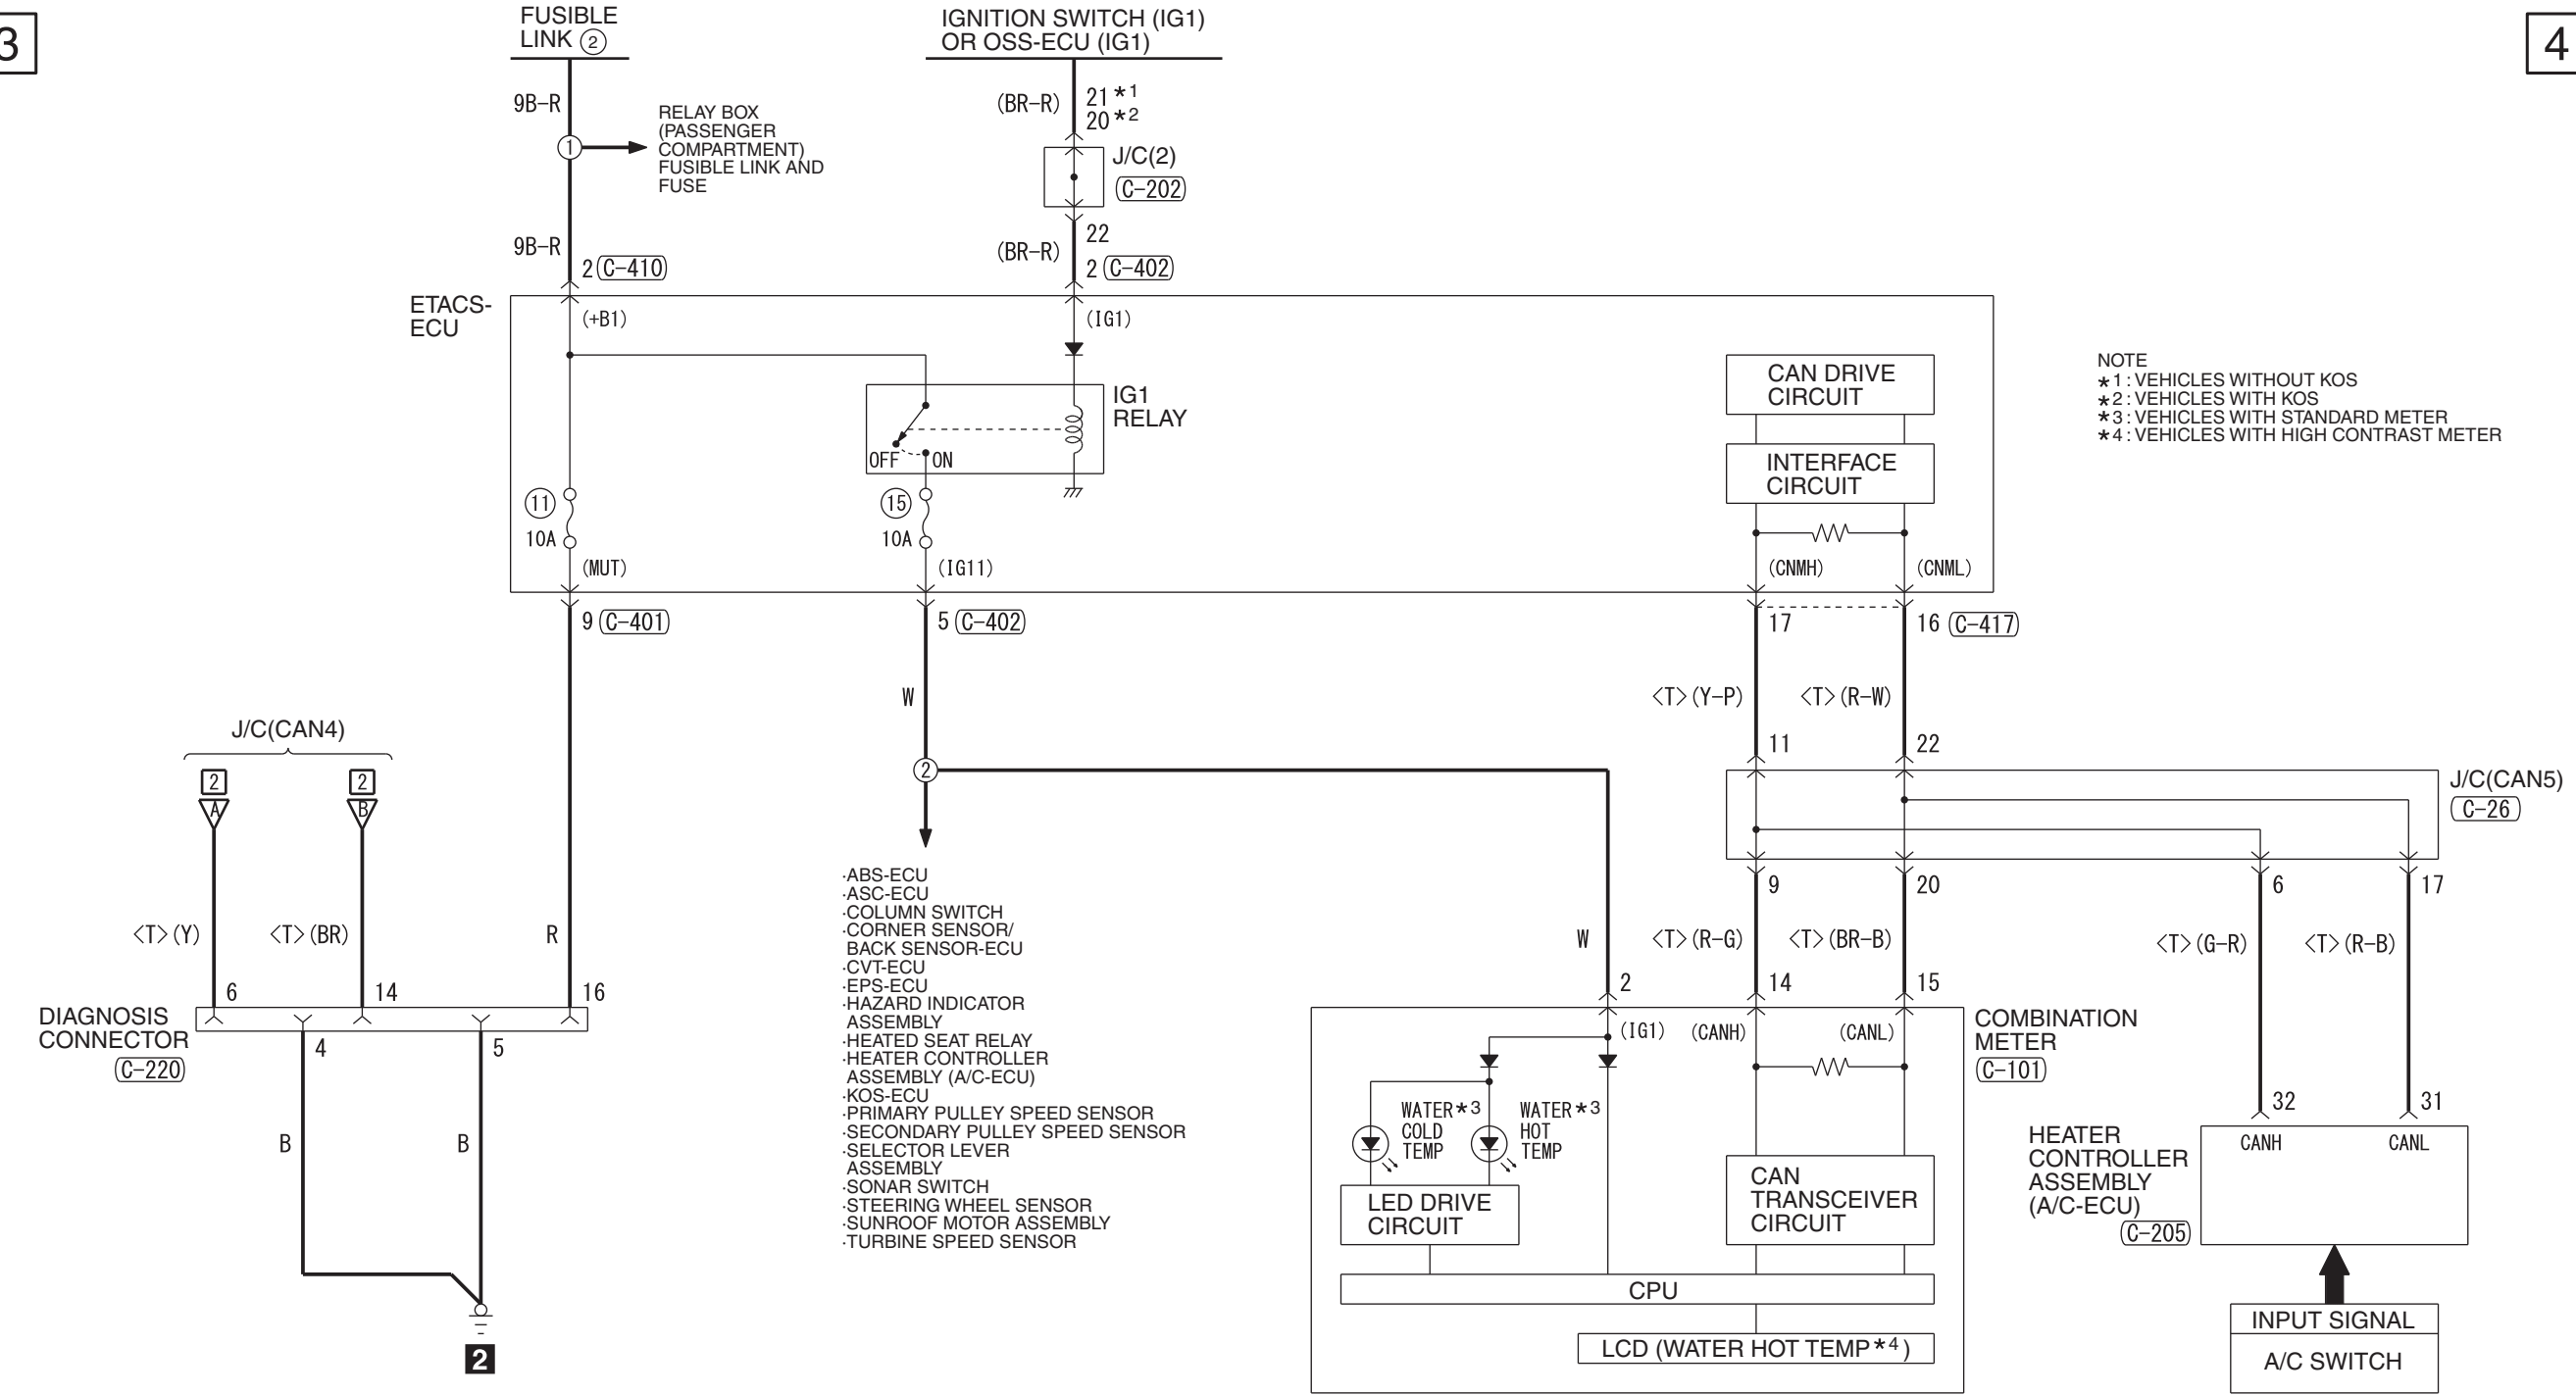 3
4
FUSIBLE
LINK ②
IGNITION SWITCH (IG1)
OR OSS-ECU (IG1)
9B-R
1
RELAY BOX
(PASSENGER
COMPARTMENT)
FUSIBLE LINK AND
FUSE
(BR-R)
21 *1
20 *2
J/C(2)
C-202
9B-R
2 C-410
(BR-R)
22
2 C-402
ETACS-
ECU
(+B1)
(IG1)
IG1
RELAY
OFF
ON
11
10A
(MUT)
15
10A
(IG11)
CAN DRIVE
CIRCUIT
INTERFACE
CIRCUIT
(CNMH)
(CNML)
NOTE
*1 : VEHICLES WITHOUT KOS
*2 : VEHICLES WITH KOS
*3 : VEHICLES WITH STANDARD METER
*4 : VEHICLES WITH HIGH CONTRAST METER
9 C-401
5 C-402
17
16 C-417
W
<T>(Y-P)
<T>(R-W)
11
22
J/C(CAN5)
C-26
J/C(CAN4)
2
2
A
B
2
<T>(Y)
<T>(BR)
R
6
14
16
DIAGNOSIS
CONNECTOR
C-220
4
5
B
B
2
·ABS-ECU
·ASC-ECU
·COLUMN SWITCH
·CORNER SENSOR/
BACK SENSOR-ECU
·CVT-ECU
·EPS-ECU
·HAZARD INDICATOR
ASSEMBLY
·HEATED SEAT RELAY
·HEATER CONTROLLER
ASSEMBLY (A/C-ECU)
·KOS-ECU
·PRIMARY PULLEY SPEED SENSOR
·SECONDARY PULLEY SPEED SENSOR
·SELECTOR LEVER
ASSEMBLY
·SONAR SWITCH
·STEERING WHEEL SENSOR
·SUNROOF MOTOR ASSEMBLY
·TURBINE SPEED SENSOR
9
20
6
17
W
<T>(R-G)
<T>(BR-B)
<T>(G-R)
<T>(R-B)
2
14
15
(IG1)
(CANH)
(CANL)
COMBINATION
METER
C-101
WATER*3
COLD
TEMP
WATER*3
HOT
TEMP
LED DRIVE
CIRCUIT
CAN
TRANSCEIVER
CIRCUIT
CPU
LCD (WATER HOT TEMP*4)
32
31
HEATER
CONTROLLER
ASSEMBLY
(A/C-ECU)
C-205
CANH
CANL
INPUT SIGNAL
A/C SWITCH